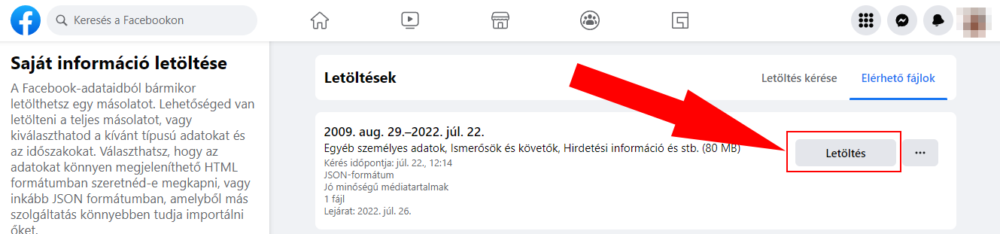 Keresés a Facebookon
Saját információ letöltése
A Facebook-adataidból bármikor
letölthetsz egy másolatot. Lehetőséged van
letölteni a teljes másolatot, vagy
kiválaszthatod a kívánt típusú adatokat és
az időszakokat. Választhatsz, hogy az
adatokat könnyen megjeleníthető HTML
formátumban szeretnéd-e megkapni, vagy
inkább JSON formátumban, amelyből más
szolgáltatás könnyebben tudja importálni
őket.
Letöltések
Letöltés kérése
Elérhető fájlok
2009. aug. 29.–2022. júl. 22.
Egyéb személyes adatok, Ismerősök és követők, Hirdetési információ és stb. (80 MB)
Kérés időpontja: júl. 22., 12:14
JSON-formátum
Jó minőségű médiatartalmak
1 fájl
Lejárat: 2022. júl. 26.
Letöltés